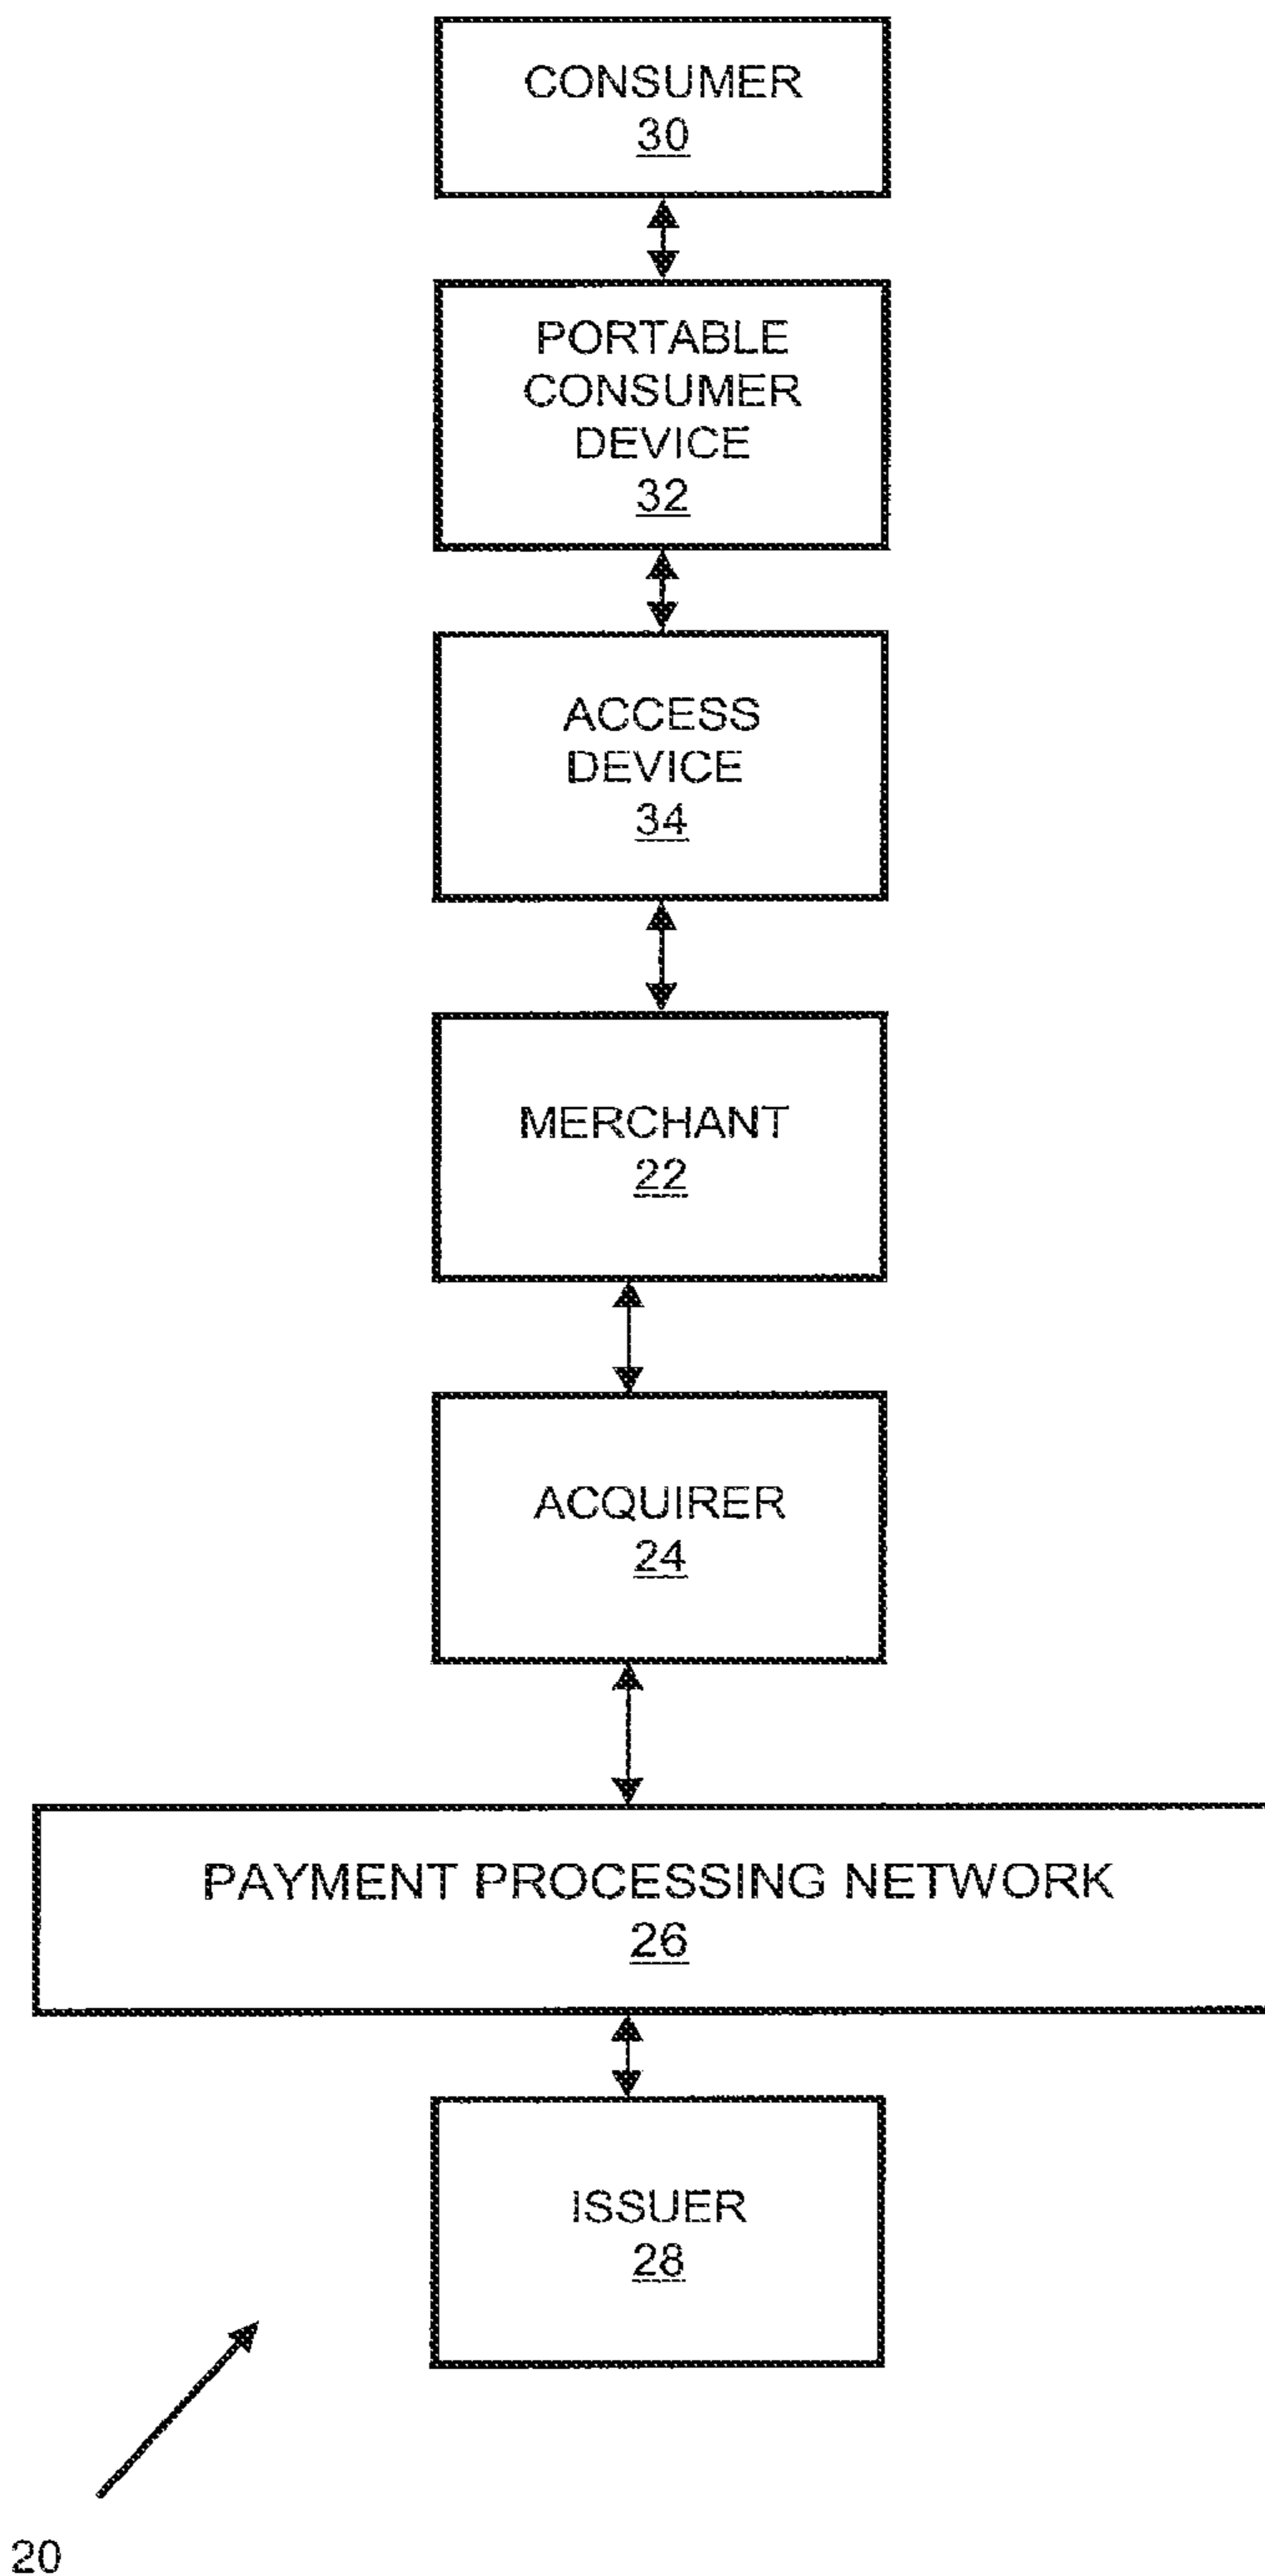 CONSUMER
30
PORTABLE
CONSUMER
DEVICE
32
ACCESS
DEVICE
34
MERCHANT
22
ACQUIRER
24
PAYMENT PROCESSING NETWORK
26
ISSUER
28
20